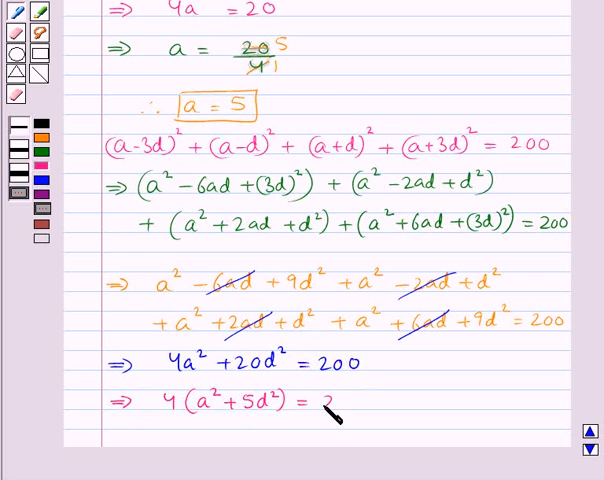 ⇒ 4a = 20
⇒ a = 20/4 5 1
∴ a = 5
(a-3d)² + (a-d)² + (a+d)² + (a+3d)² = 200
⇒ (a² - 6ad + (3d)²) + (a² - 2ad + d²)
+ (a² + 2ad + d²) + (a² + 6ad + (3d)²) = 200
⇒ a² - 6ad + 9d² + a² - 2ad + d²
+ a² + 2ad + d² + a² + 6ad + 9d² = 200
⇒ 4a² + 20d² = 200
⇒ 4(a² + 5d²) = 2